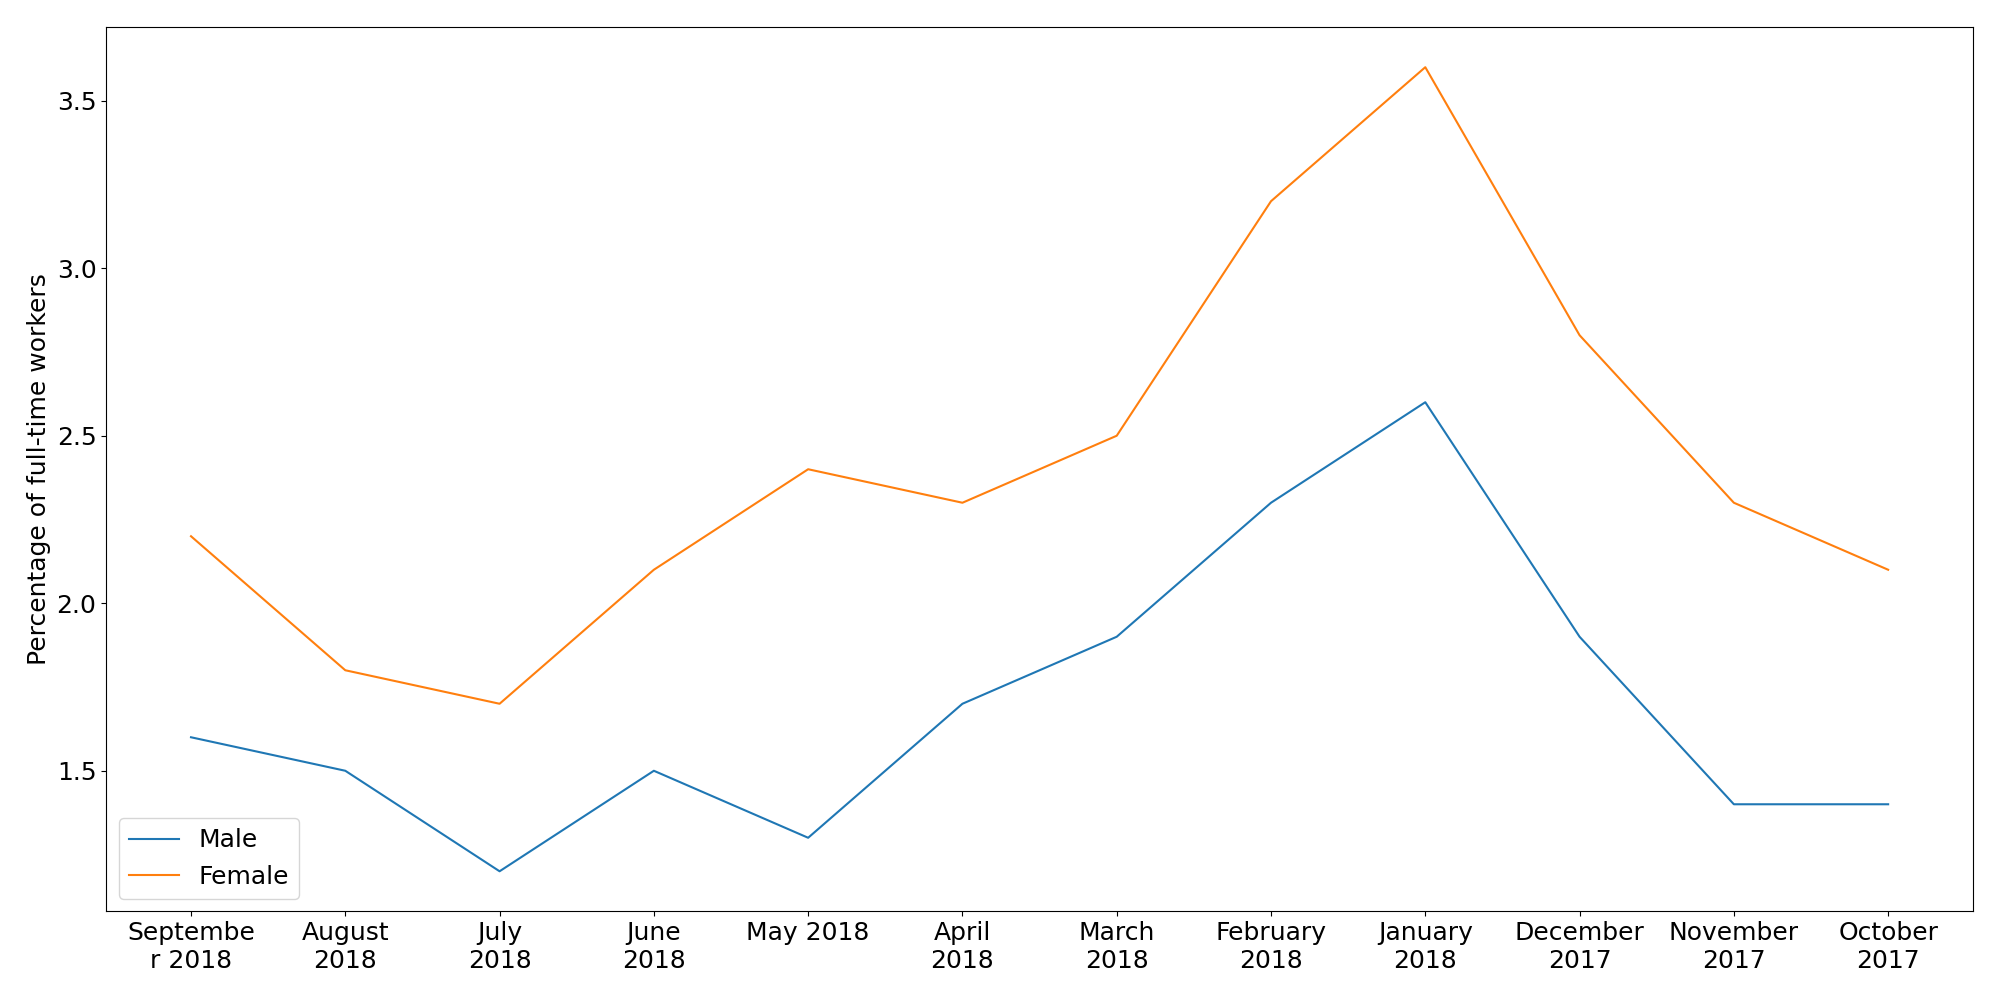 Percentage of full-time workers
3.5
3.0
2.5
2.0
1.5
Male
Female
Septembe
r 2018
August
2018
July
2018
June
2018
May 2018
April
2018
March
2018
February
2018
January
2018
December
2017
November
2017
October
2017